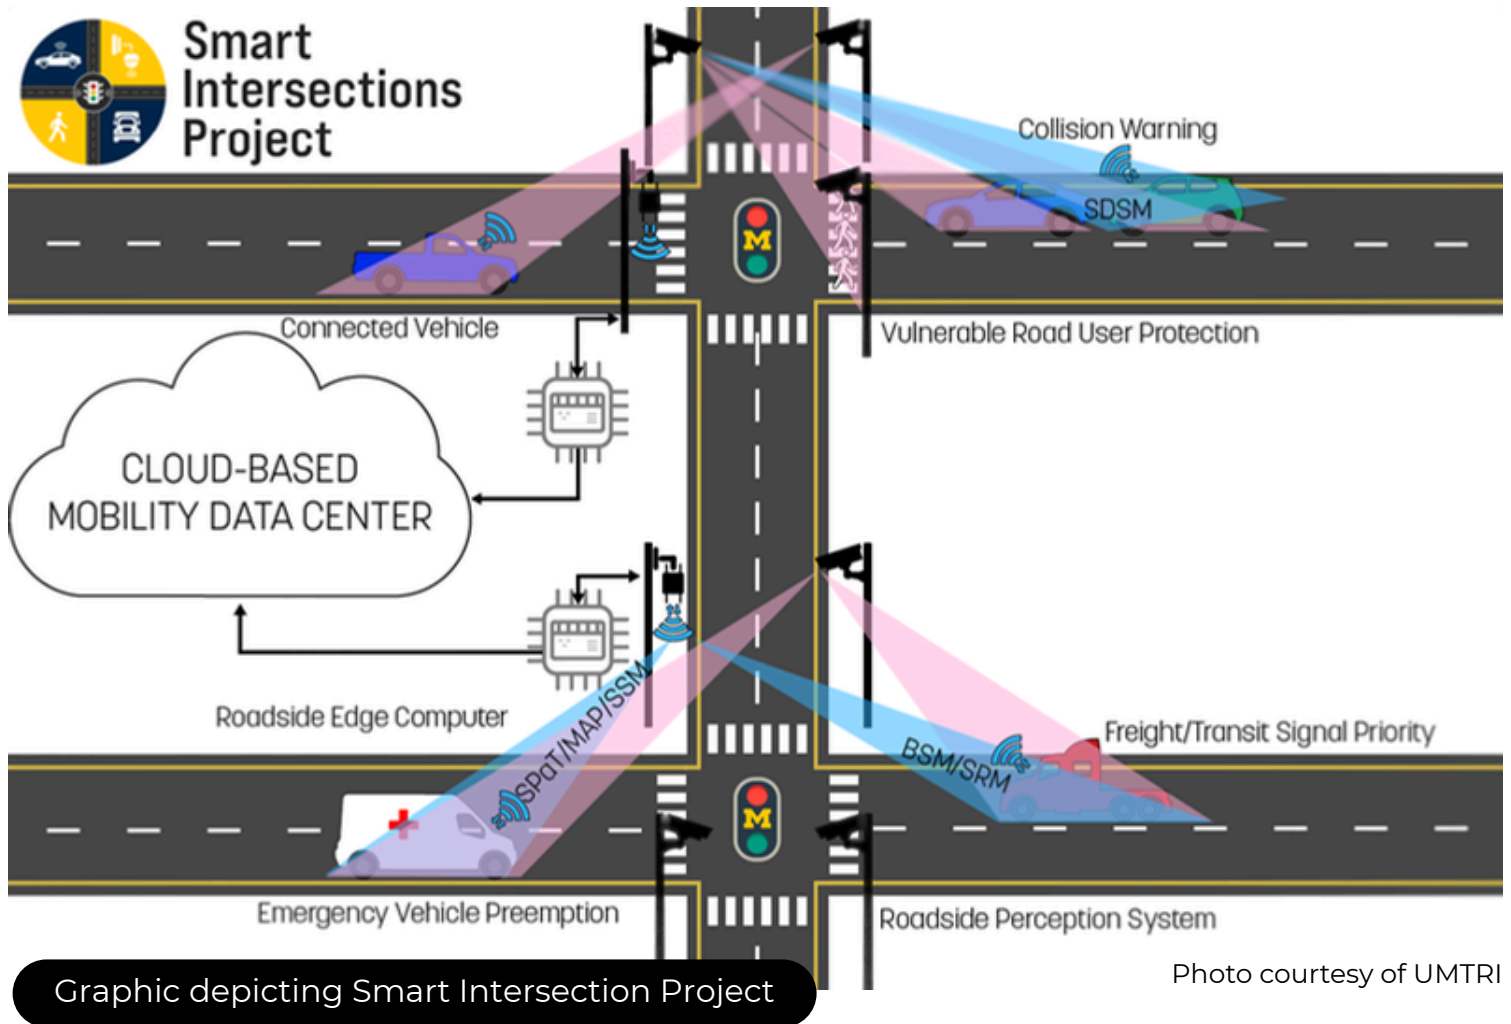 Smart
Intersections
Project
Collision Warning
SDSM
M
Connected Vehicle
Vulnerable Road User Protection
CLOUD-BASED
MOBILITY DATA CENTER
SPaT/MAP/SSM
BSM/SRM
Roadside Edge Computer
Freight/Transit Signal Priority
M
Emergency Vehicle Preemption
Roadside Perception System
Graphic depicting Smart Intersection Project
Photo courtesy of UMTRI